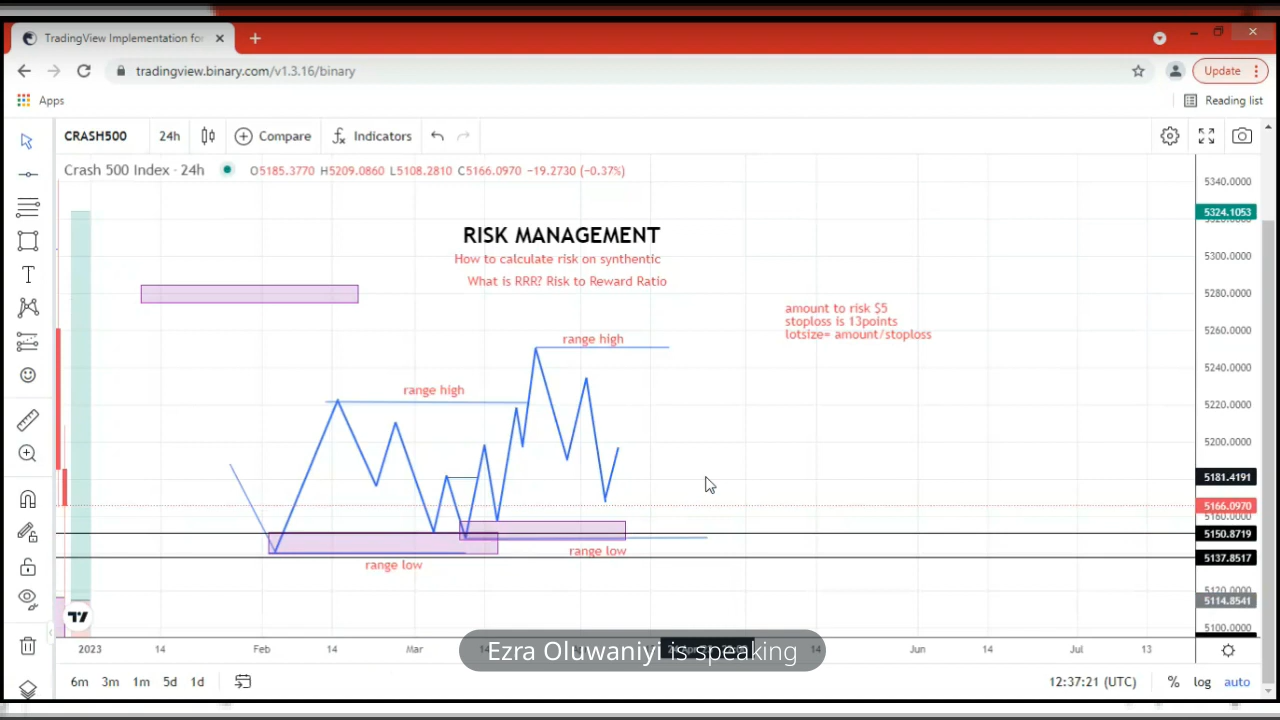 TradingView Implementation for
tradingview.binary.com/v1.3.16/binary
Update
Apps
Reading list
CRASH500
24h
Compare
Indicators
Crash 500 Index · 24h
O5185.3770 H5209.0860 L5108.2810 C5166.0970 −19.2730 (−0.37%)
RISK MANAGEMENT
How to calculate risk on synthentic
What is RRR? Risk to Reward Ratio
amount to risk $5
stoploss is 13points
lotsize= amount/stoploss
range high
range high
range low
range low
5340.0000
5324.1053
5300.0000
5280.0000
5260.0000
5240.0000
5220.0000
5200.0000
5181.4191
5166.0970
5160.0000
5150.8719
5137.8517
5120.0000
5114.8541
5100.0000
2023
14
Feb
14
Mar
14
Jun
14
Jul
13
Ezra Oluwaniyi is speaking
6m
3m
1m
5d
1d
12:37:21 (UTC)
%
log
auto